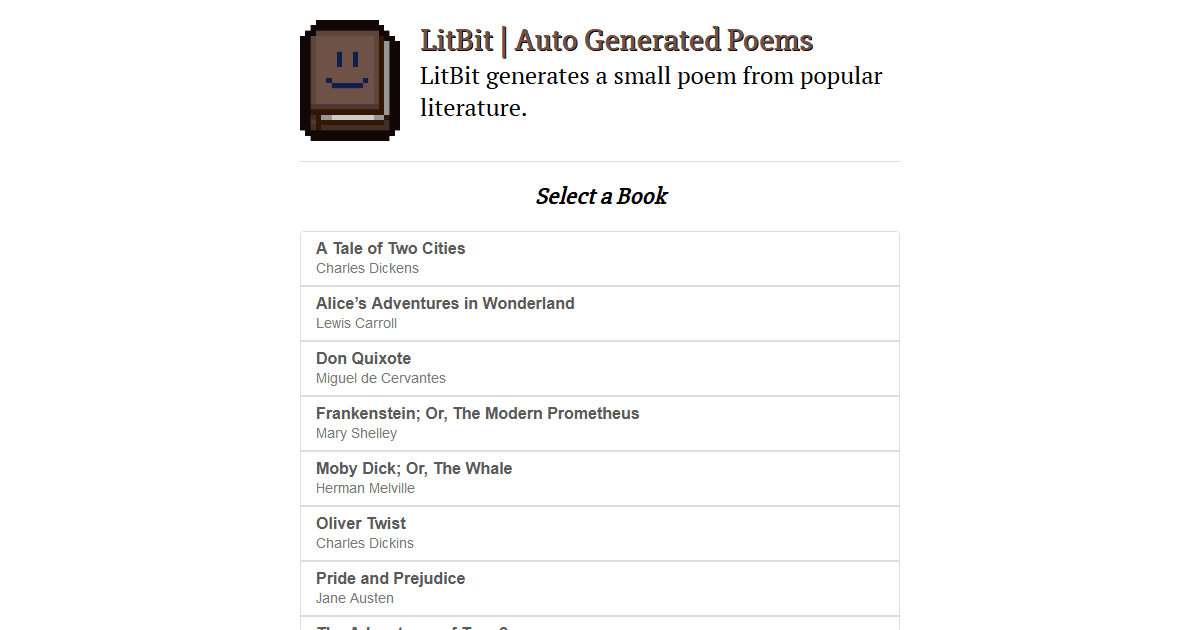 LitBit | Auto Generated Poems
LitBit generates a small poem from popular
literature.
Select a Book
A Tale of Two Cities
Charles Dickens
Alice’s Adventures in Wonderland
Lewis Carroll
Don Quixote
Miguel de Cervantes
Frankenstein; Or, The Modern Prometheus
Mary Shelley
Moby Dick; Or, The Whale
Herman Melville
Oliver Twist
Charles Dickins
Pride and Prejudice
Jane Austen